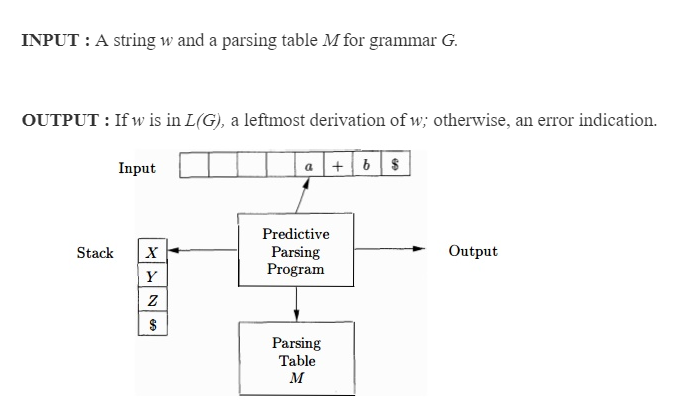 INPUT : A string w and a parsing table M for grammar G.
OUTPUT : If w is in L(G), a leftmost derivation of w; otherwise, an error indication.
Input a + b $
Predictive
Parsing
Program
Stack X
Y
Z
$
Output
Parsing
Table
M